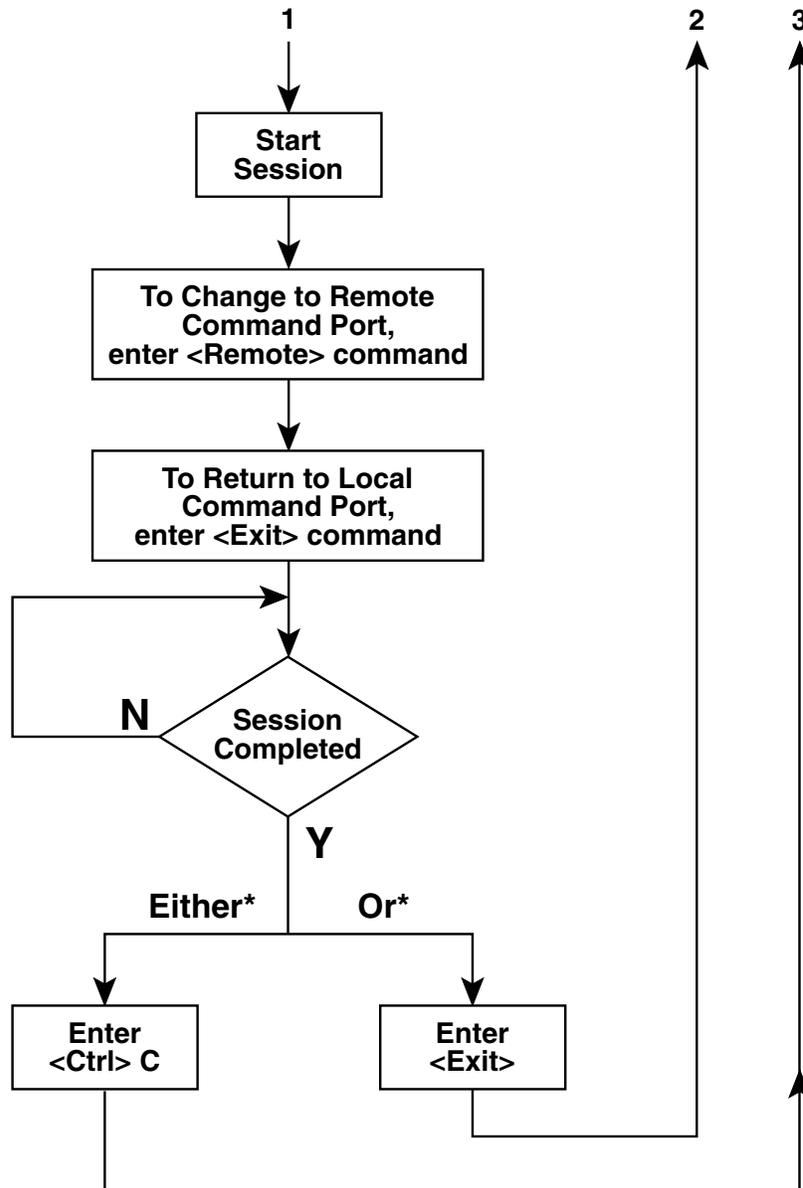 1
2
3
Start
Session
To Change to Remote
Command Port,
enter <Remote> command
To Return to Local
Command Port,
enter <Exit> command
N
Session
Completed
Y
Either*
Or*
Enter
<Ctrl> C
Enter
<Exit>